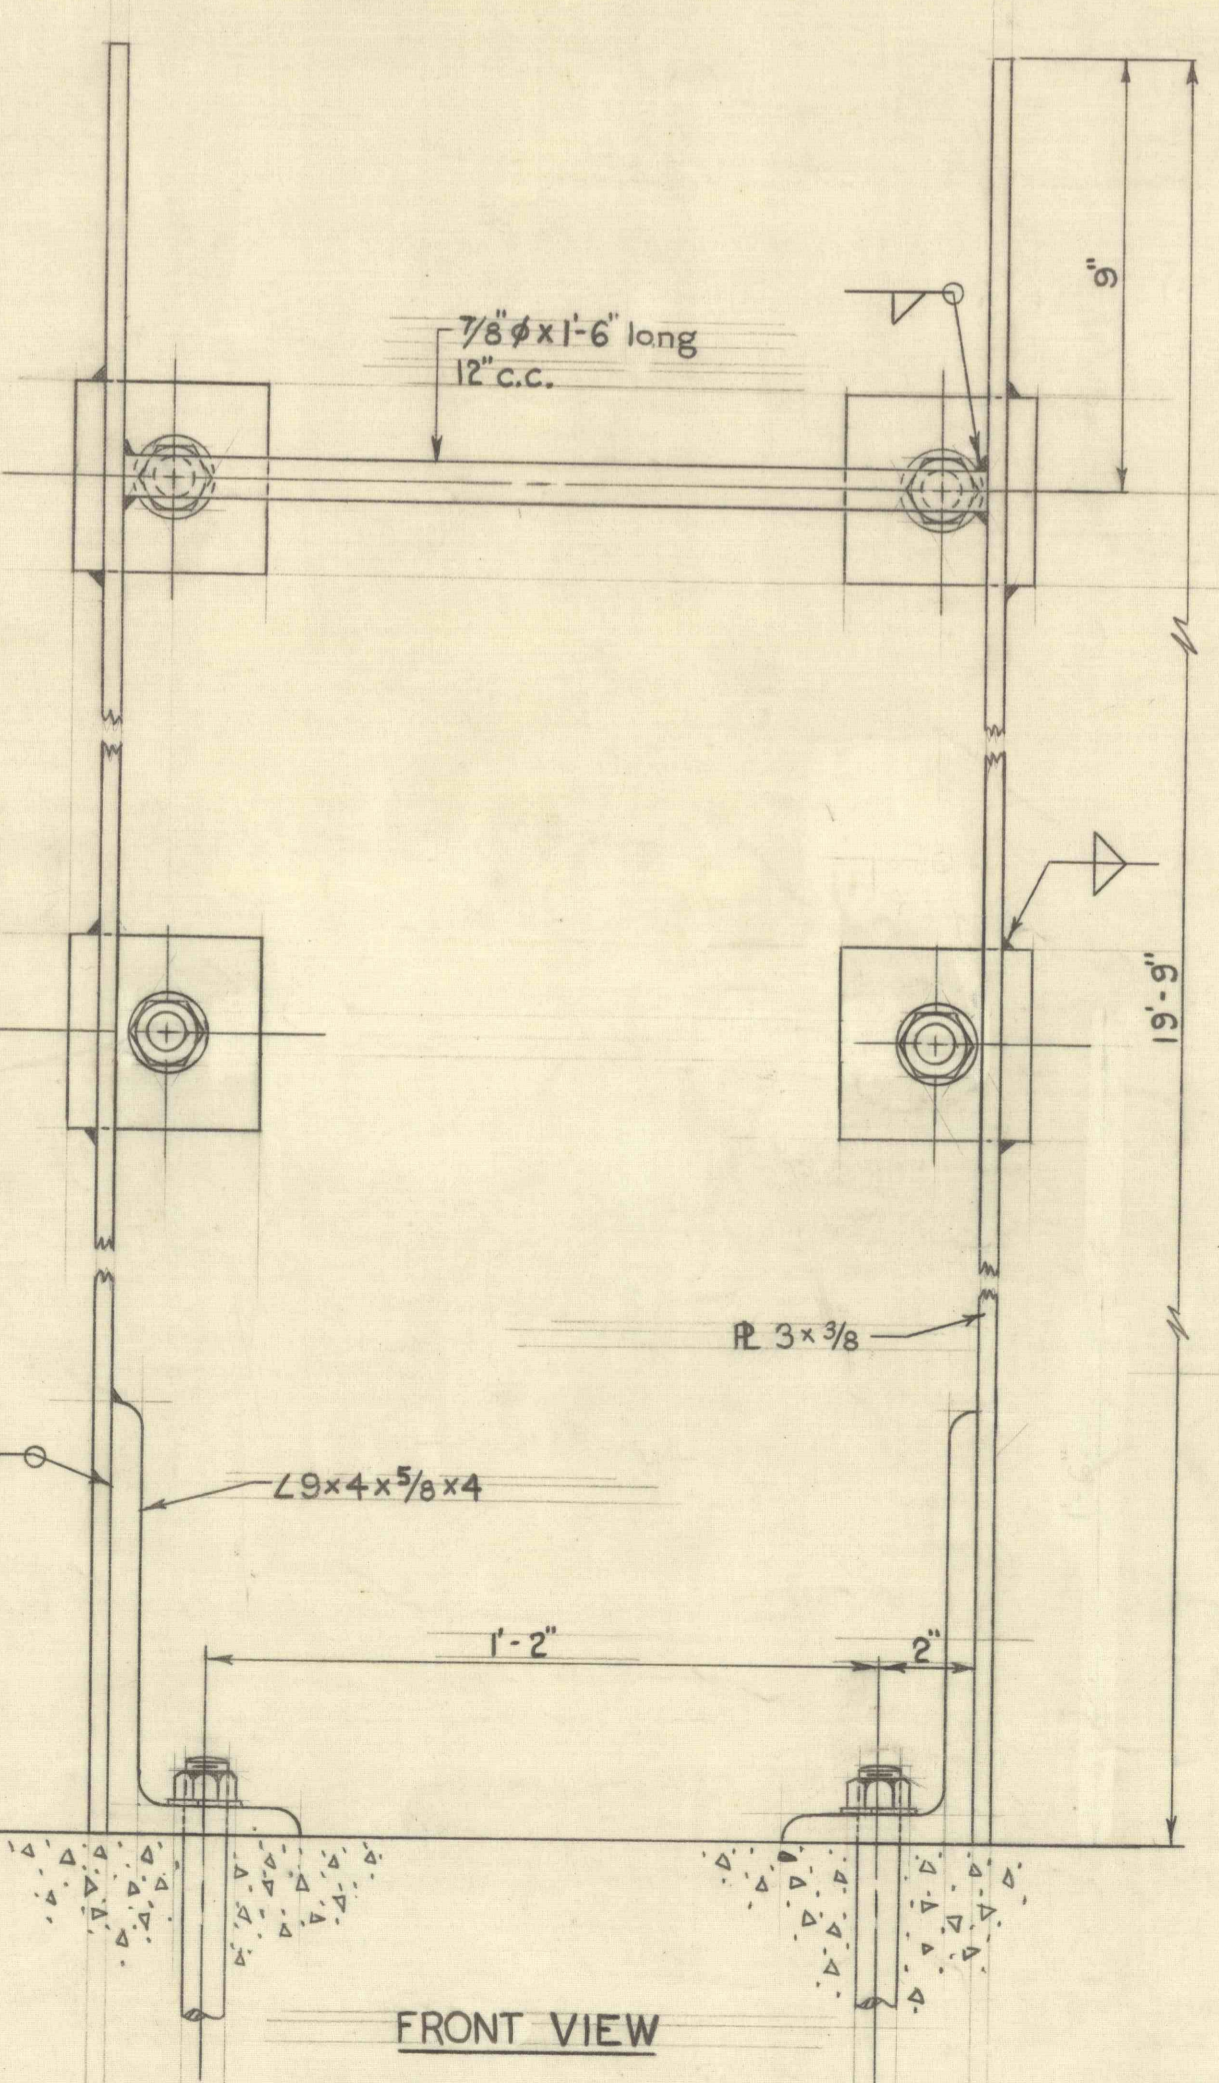 7/8"ϕ x 1'-6" long
12" c.c.
9"
19'-9"
PL 3 x 3/8
∠9 x 4 x 5/8 x 4
1'-2"
2"
FRONT VIEW